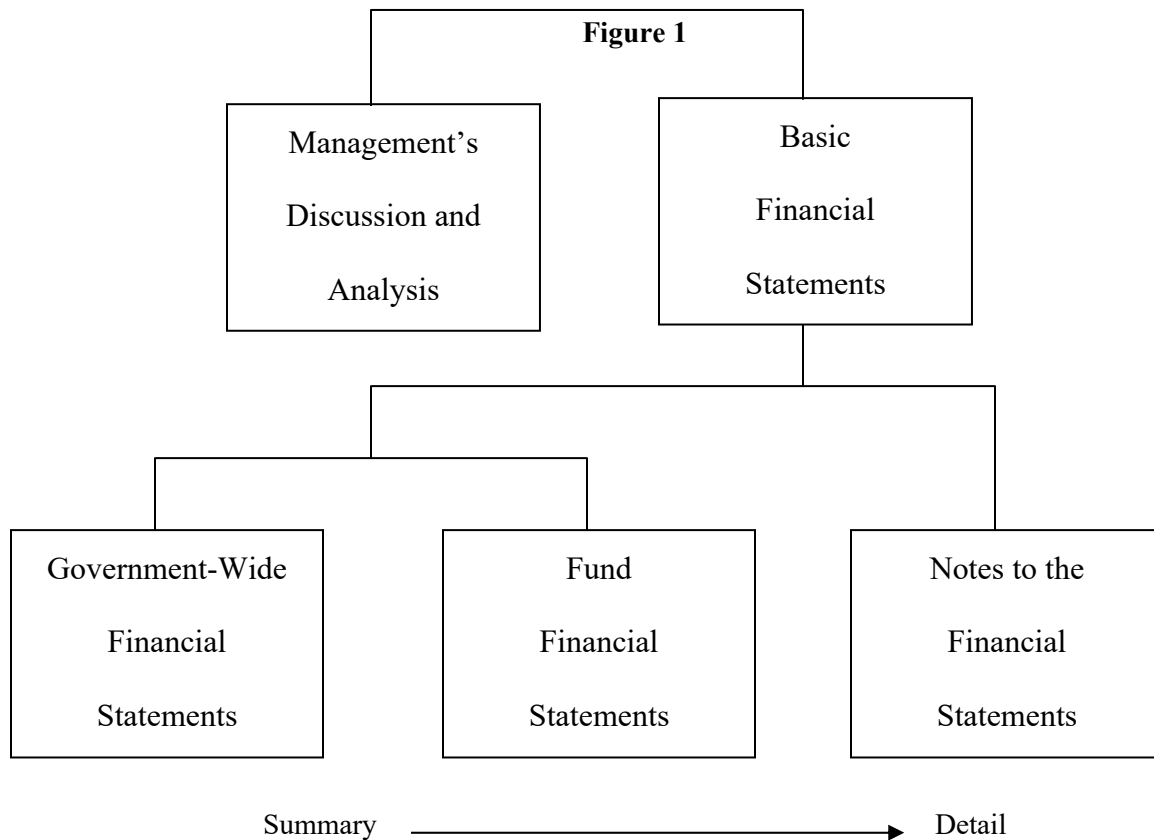 Figure 1
Management’s
Discussion and
Analysis
Basic
Financial
Statements
Government-Wide
Financial
Statements
Fund
Financial
Statements
Notes to the
Financial
Statements
Summary
Detail